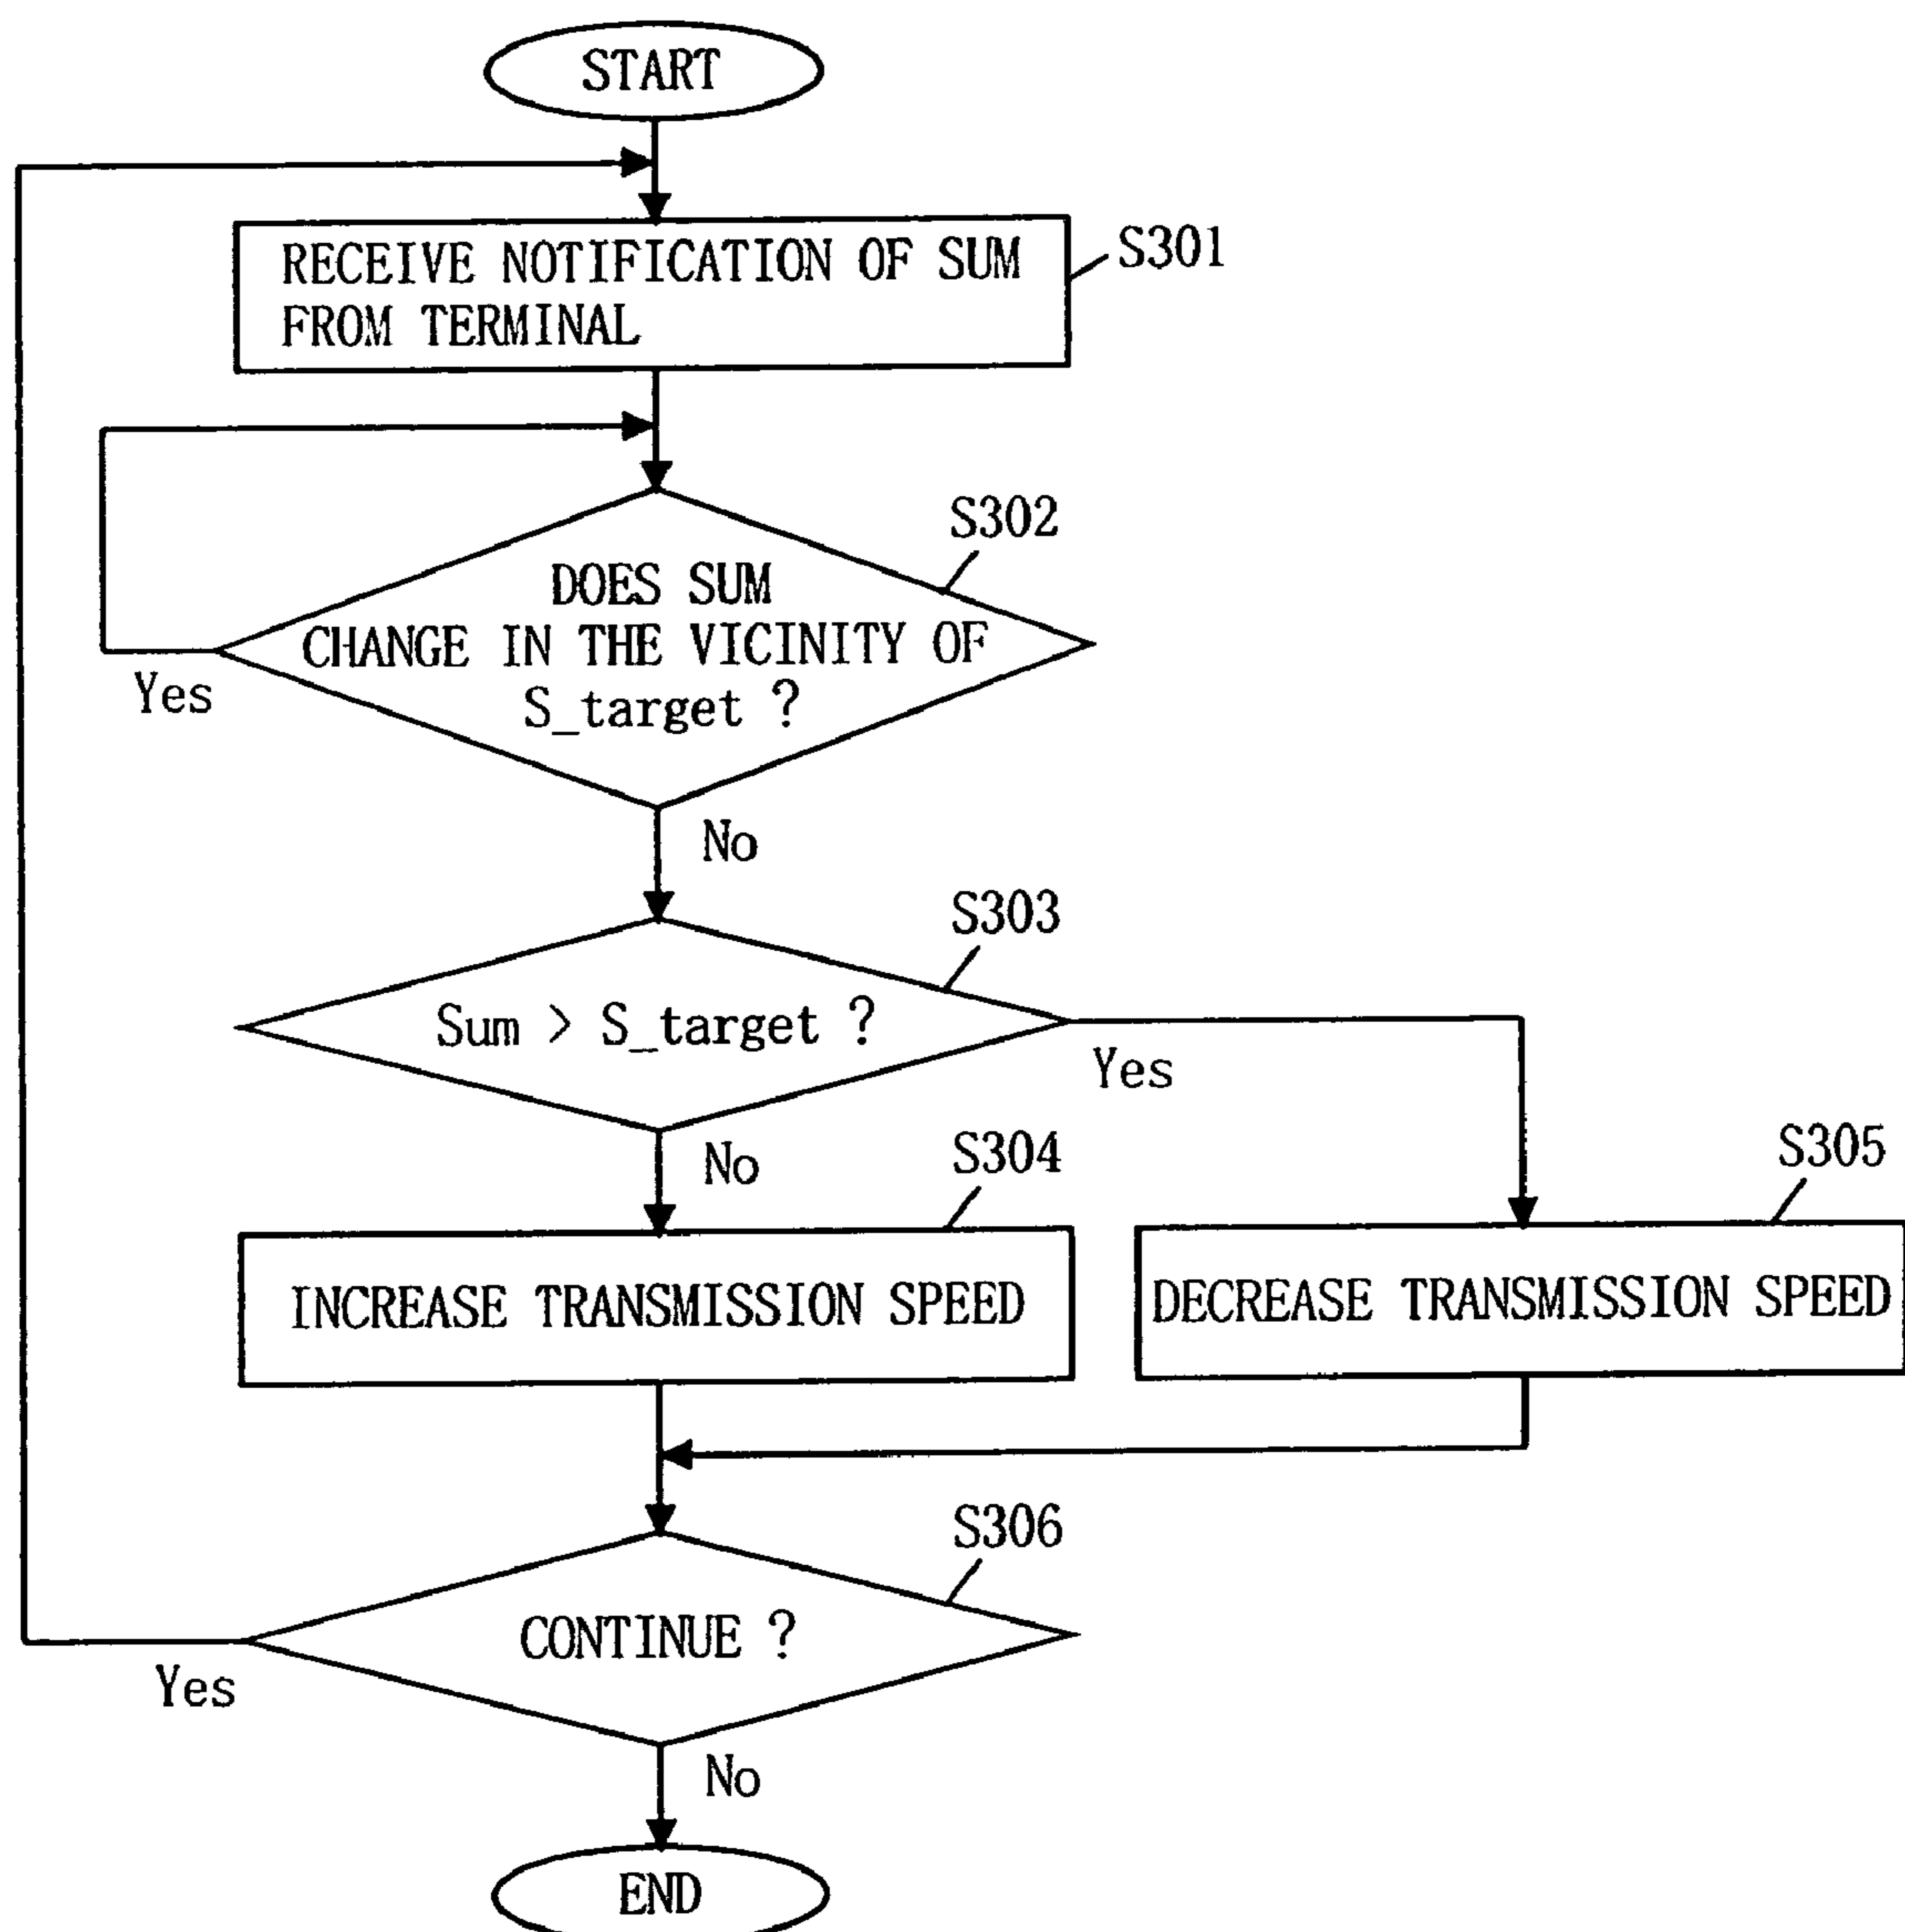 START
RECEIVE NOTIFICATION OF SUM
FROM TERMINAL
S301
S302
DOES SUM
CHANGE IN THE VICINITY OF
S_target ?
Yes
No
S303
Sum > S_target ?
Yes
No
S304
S305
INCREASE TRANSMISSION SPEED
DECREASE TRANSMISSION SPEED
S306
CONTINUE ?
Yes
No
END